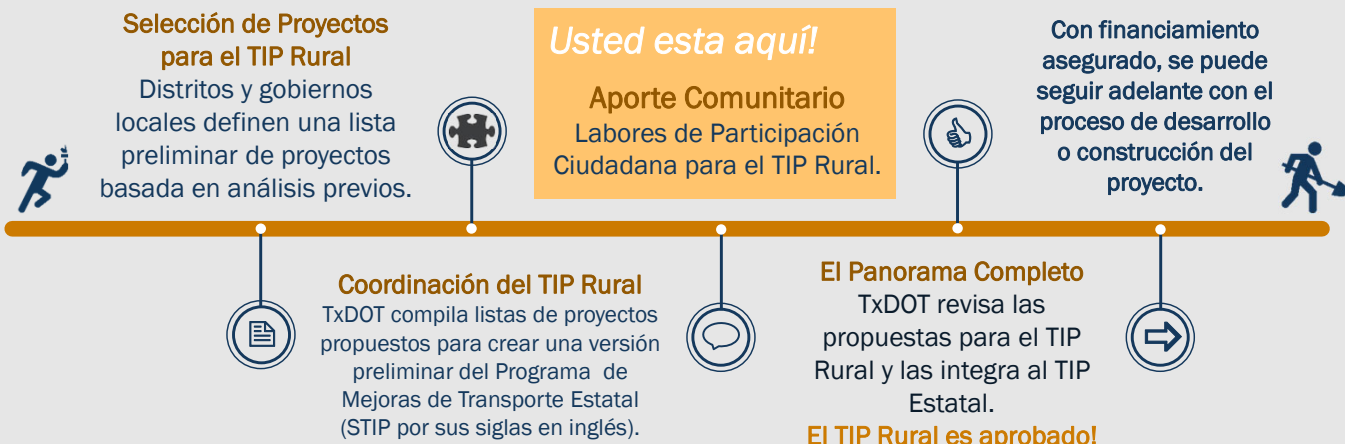 Selección de Proyectos
para el TIP Rural
Distritos y gobiernos
locales definen una lista
preliminar de proyectos
basada en análisis previos.
Coordinación del TIP Rural
TxDOT compila listas de proyectos
propuestos para crear una versión
preliminar del Programa de
Mejoras de Transporte Estatal
(STIP por sus siglas en inglés).
Usted esta aquí!
Aporte Comunitario
Labores de Participación
Ciudadana para el TIP Rural.
El Panorama Completo
TxDOT revisa las
propuestas para el TIP
Rural y las integra al TIP
Estatal.
El TIP Rural es aprobado!
Con financiamiento
asegurado, se puede
seguir adelante con el
proceso de desarrollo
o construcción del
proyecto.